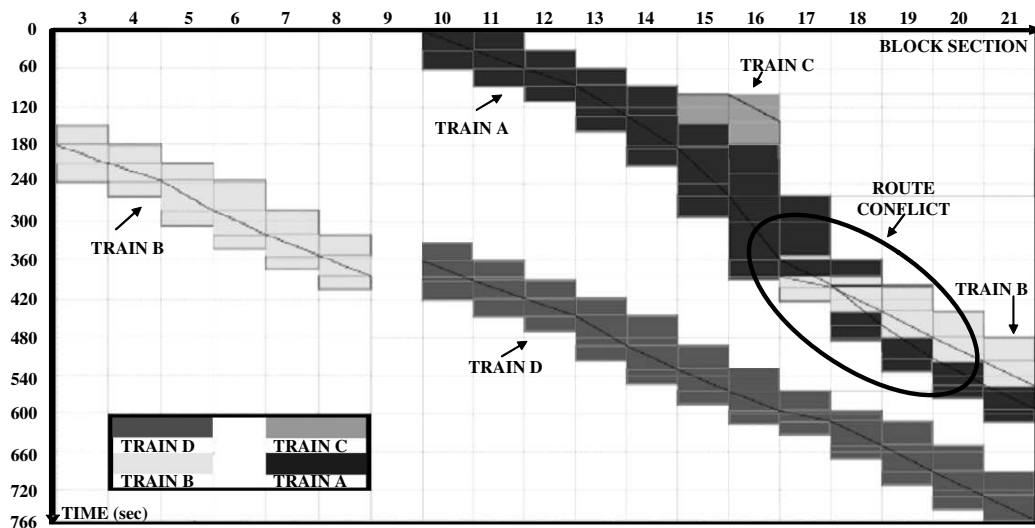 3 4 5 6 7 8 9 10 11 12 13 14 15 16 17 18 19 20 21
0
BLOCK SECTION
60
TRAIN C
120
TRAIN A
180
240
ROUTE
CONFLICT
TRAIN B
300
360
TRAIN B
420
TRAIN D
480
540
600
TRAIN D TRAIN C
660
TRAIN B TRAIN A
720
TIME (sec)
766